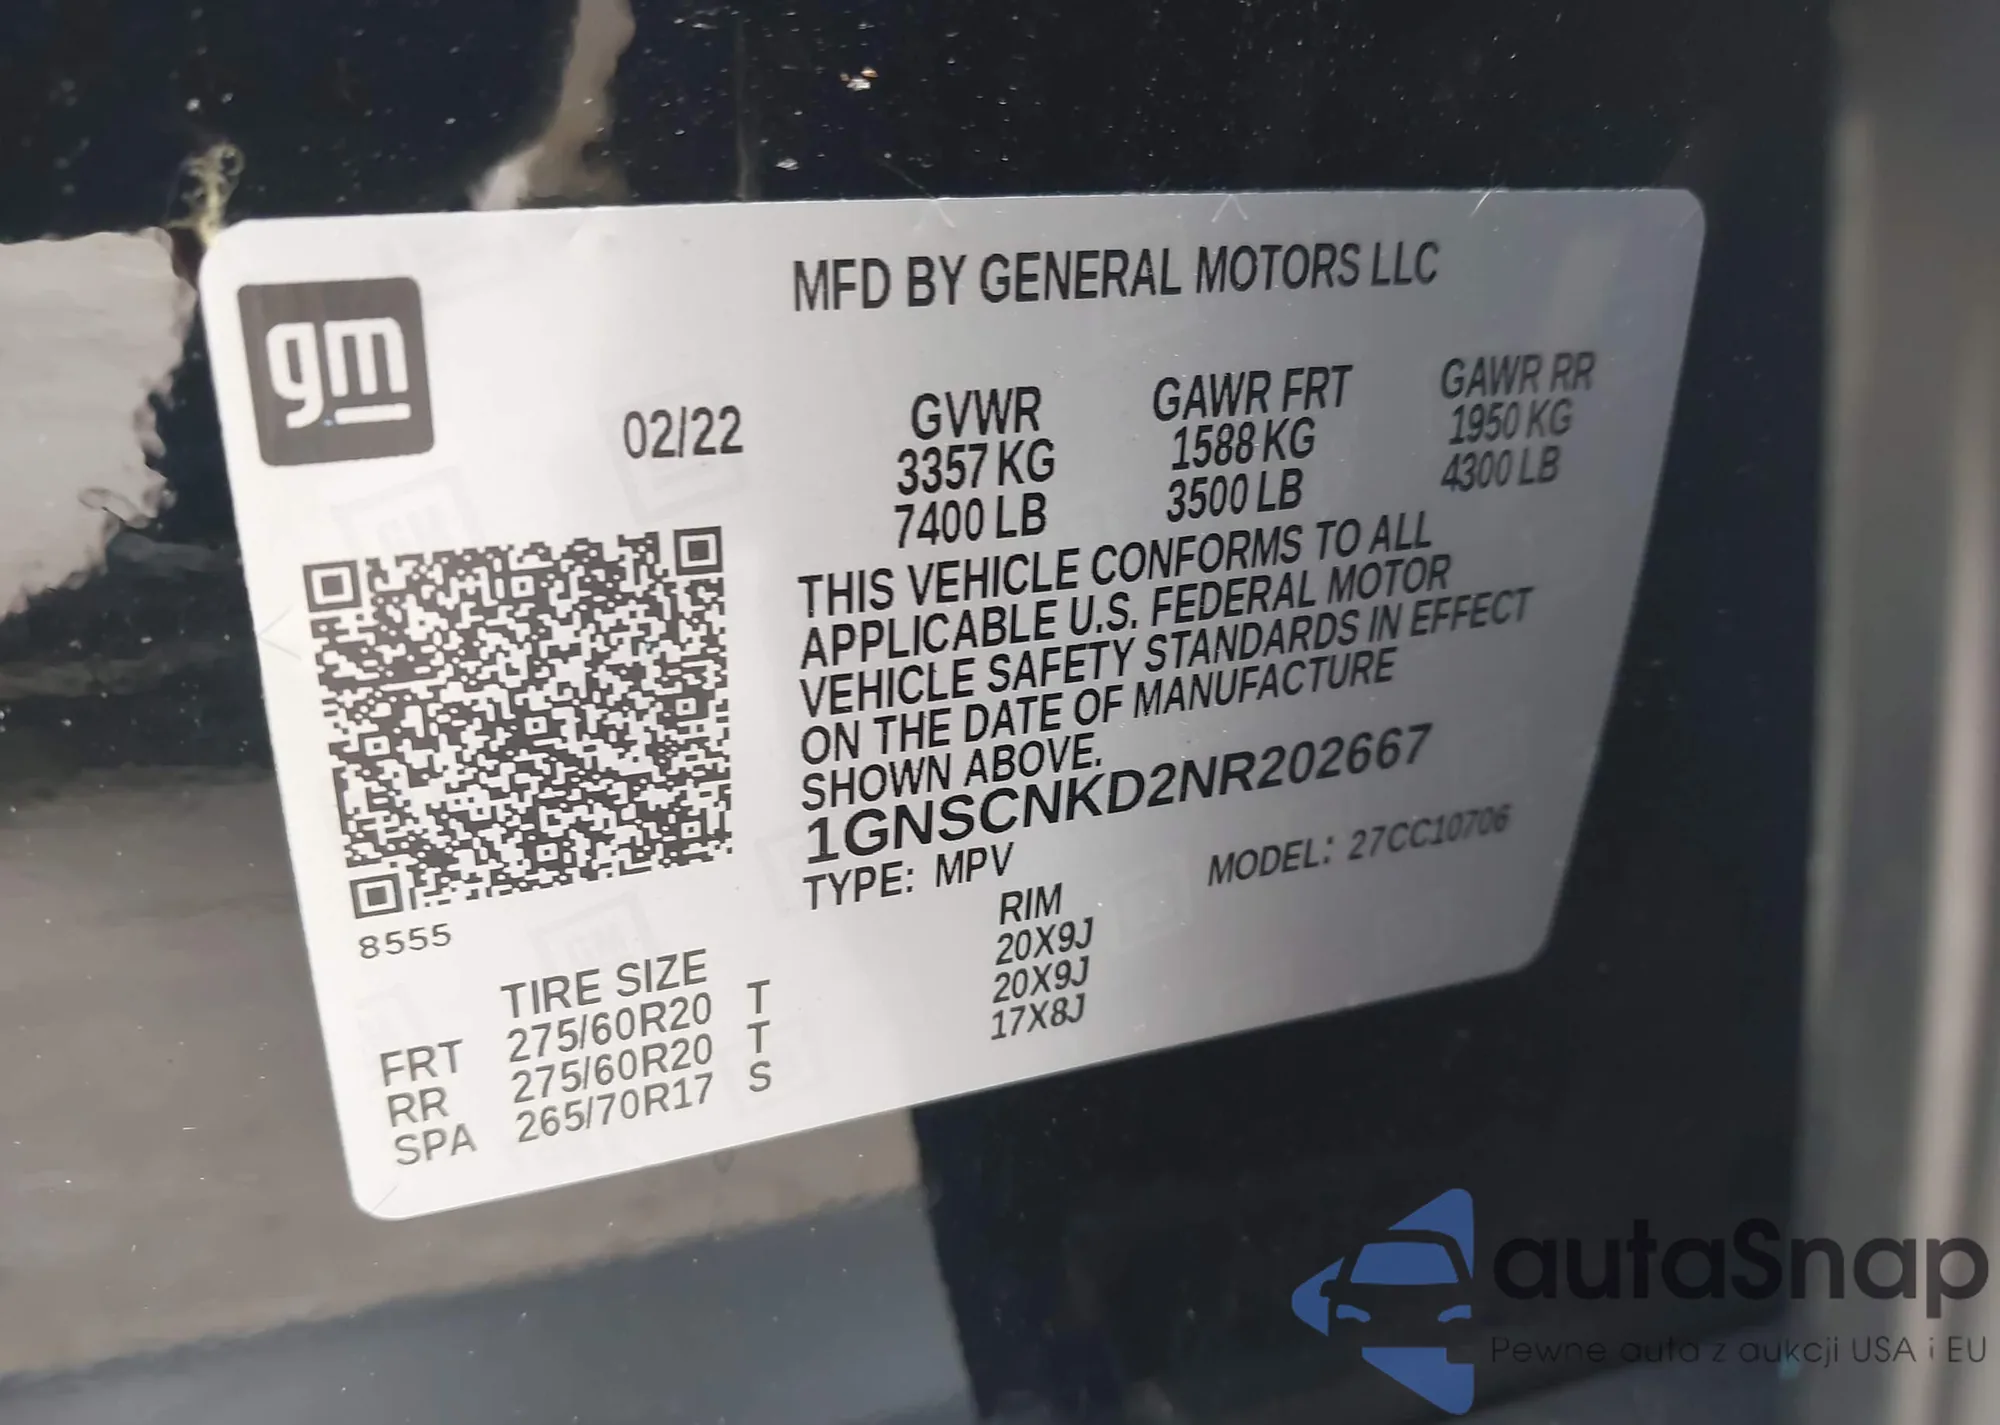 gm
MFD BY GENERAL MOTORS LLC
02/22
GVWR GAWR FRT GAWR RR
3357 KG 1588 KG 1950 KG
7400 LB 3500 LB 4300 LB
THIS VEHICLE CONFORMS TO ALL
APPLICABLE U.S. FEDERAL MOTOR
VEHICLE SAFETY STANDARDS IN EFFECT
ON THE DATE OF MANUFACTURE
SHOWN ABOVE.
1GNSCNKD2NR202667
TYPE: MPV MODEL: 27CC10706
8555
TIRE SIZE RIM
FRT 275/60R20 T 20X9J
RR 275/60R20 T 20X9J
SPA 265/70R17 S 17X8J
autaSnap
Pewne auta z aukcji USA i EU